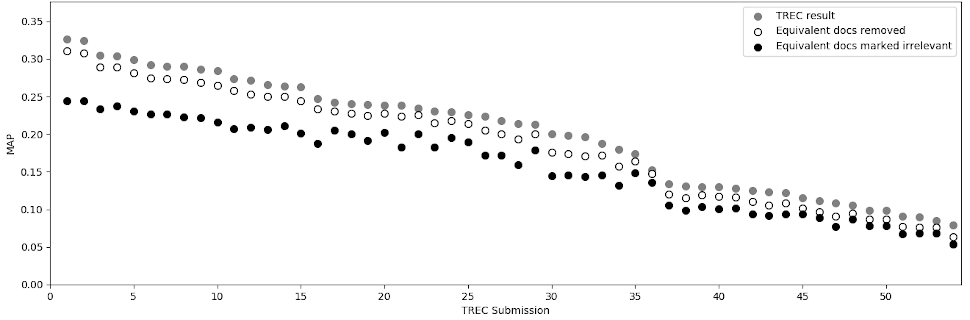 0.35
0.30
0.25
0.20
0.15
0.10
0.05
0.00
MAP
TREC result
Equivalent docs removed
Equivalent docs marked irrelevant
0 5 10 15 20 25 30 35 40 45 50
TREC Submission